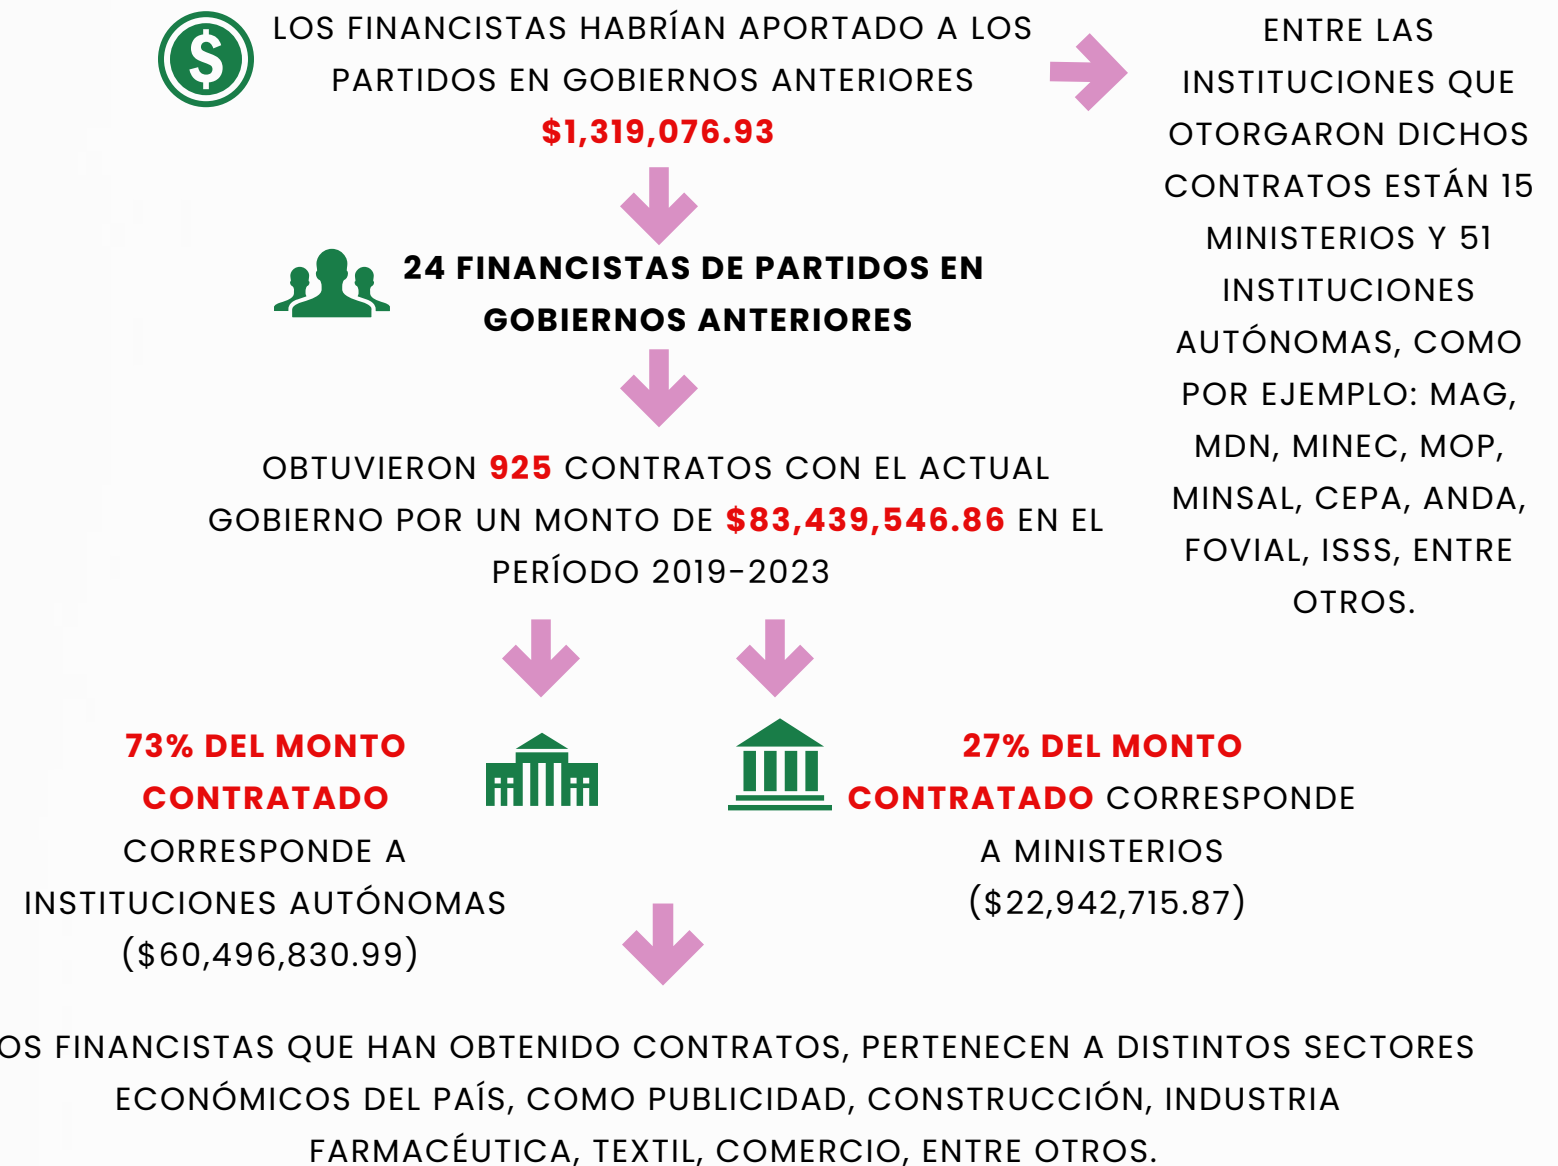 LOS FINANCISTAS HABRÍAN APORTADO A LOS
PARTIDOS EN GOBIERNOS ANTERIORES
$1,319,076.93
24 FINANCISTAS DE PARTIDOS EN
GOBIERNOS ANTERIORES
OBTUVIERON 925 CONTRATOS CON EL ACTUAL
GOBIERNO POR UN MONTO DE $83,439,546.86 EN EL
PERÍODO 2019-2023
ENTRE LAS
INSTITUCIONES QUE
OTORGARON DICHOS
CONTRATOS ESTÁN 15
MINISTERIOS Y 51
INSTITUCIONES
AUTÓNOMAS, COMO
POR EJEMPLO: MAG,
MDN, MINEC, MOP,
MINSAL, CEPA, ANDA,
FOVIAL, ISSS, ENTRE
OTROS.
73% DEL MONTO
CONTRATADO
CORRESPONDE A
INSTITUCIONES AUTÓNOMAS
($60,496,830.99)
27% DEL MONTO
CONTRATADO CORRESPONDE
A MINISTERIOS
($22,942,715.87)
OS FINANCISTAS QUE HAN OBTENIDO CONTRATOS, PERTENECEN A DISTINTOS SECTORES
ECONÓMICOS DEL PAÍS, COMO PUBLICIDAD, CONSTRUCCIÓN, INDUSTRIA
FARMACÉUTICA, TEXTIL, COMERCIO, ENTRE OTROS.